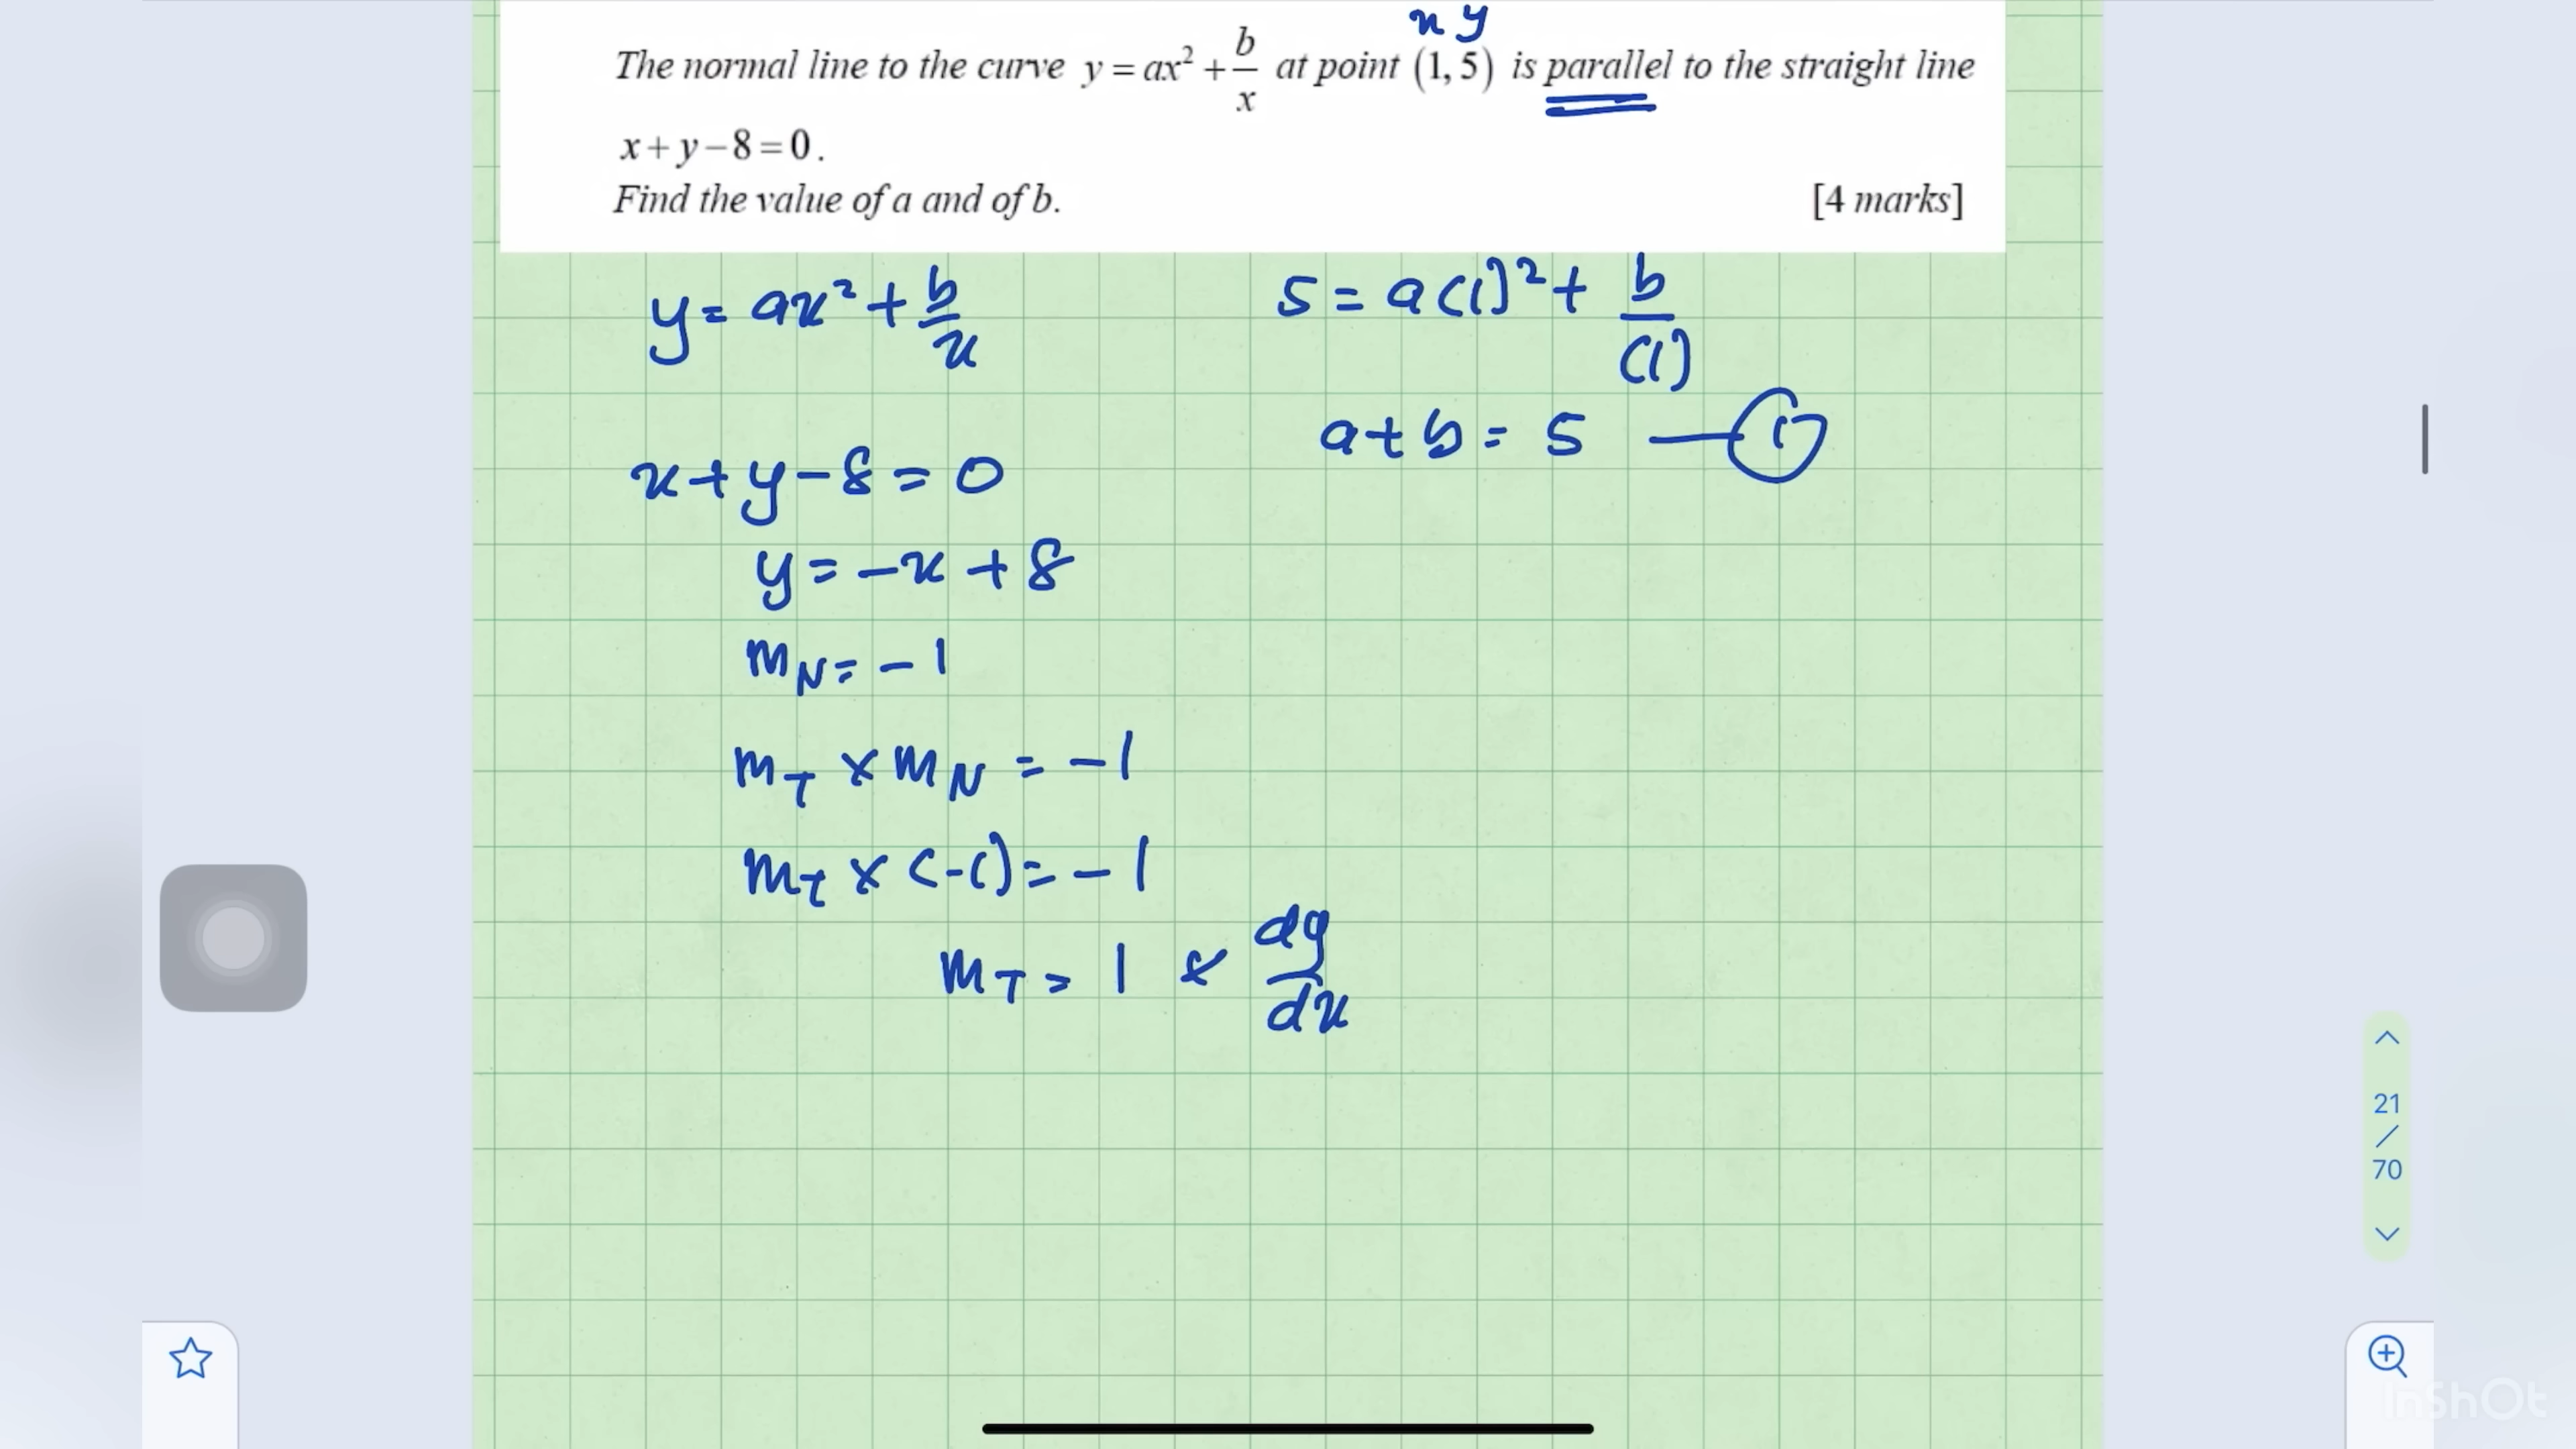 x y
The normal line to the curve y = ax² + b/x at point (1, 5) is parallel to the straight line
x + y − 8 = 0.
Find the value of a and of b. [4 marks]
y = ax² + b/x
x + y − 8 = 0
y = −x + 8
m_N = −1
m_T × m_N = −1
m_T × (−1) = −1
m_T = 1 × dy/dx
5 = a(1)² + b/(1)
a + b = 5 — ①
21
/
70
InShOt